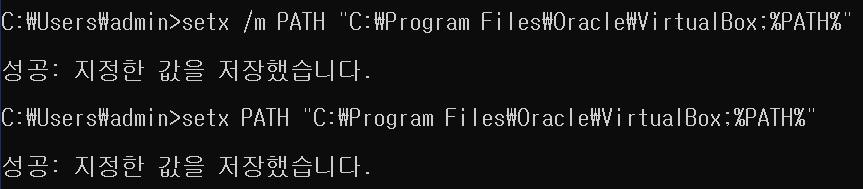 C:₩Users₩admin>setx /m PATH "C:₩Program Files₩Oracle₩VirtualBox;%PATH%"
성공: 지정한 값을 저장했습니다.
C:₩Users₩admin>setx PATH "C:₩Program Files₩Oracle₩VirtualBox;%PATH%"
성공: 지정한 값을 저장했습니다.